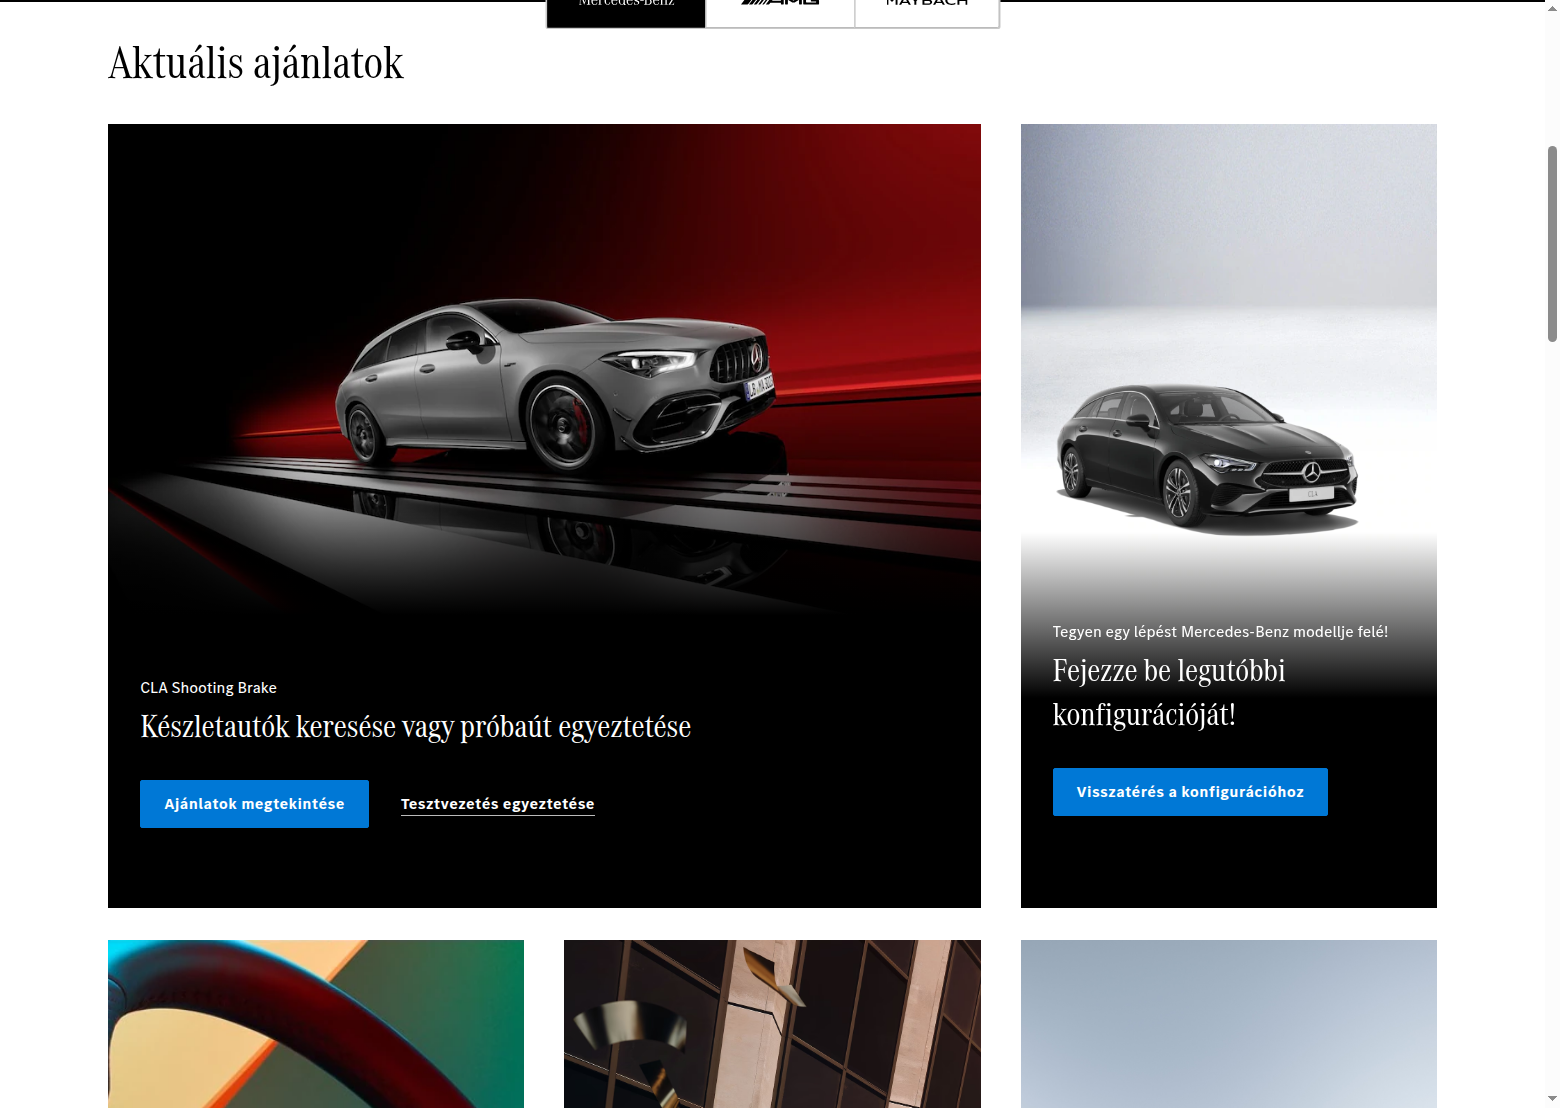 Mercedes-Benz
AMG
MAYBACH
Aktuális ajánlatok
CLA Shooting Brake
Készletautók keresése vagy próbaút egyeztetése
Ajánlatok megtekintése
Tesztvezetés egyeztetése
CLA
Tegyen egy lépést Mercedes-Benz modellje felé!
Fejezze be legutóbbi
konfigurációját!
Visszatérés a konfigurációhoz